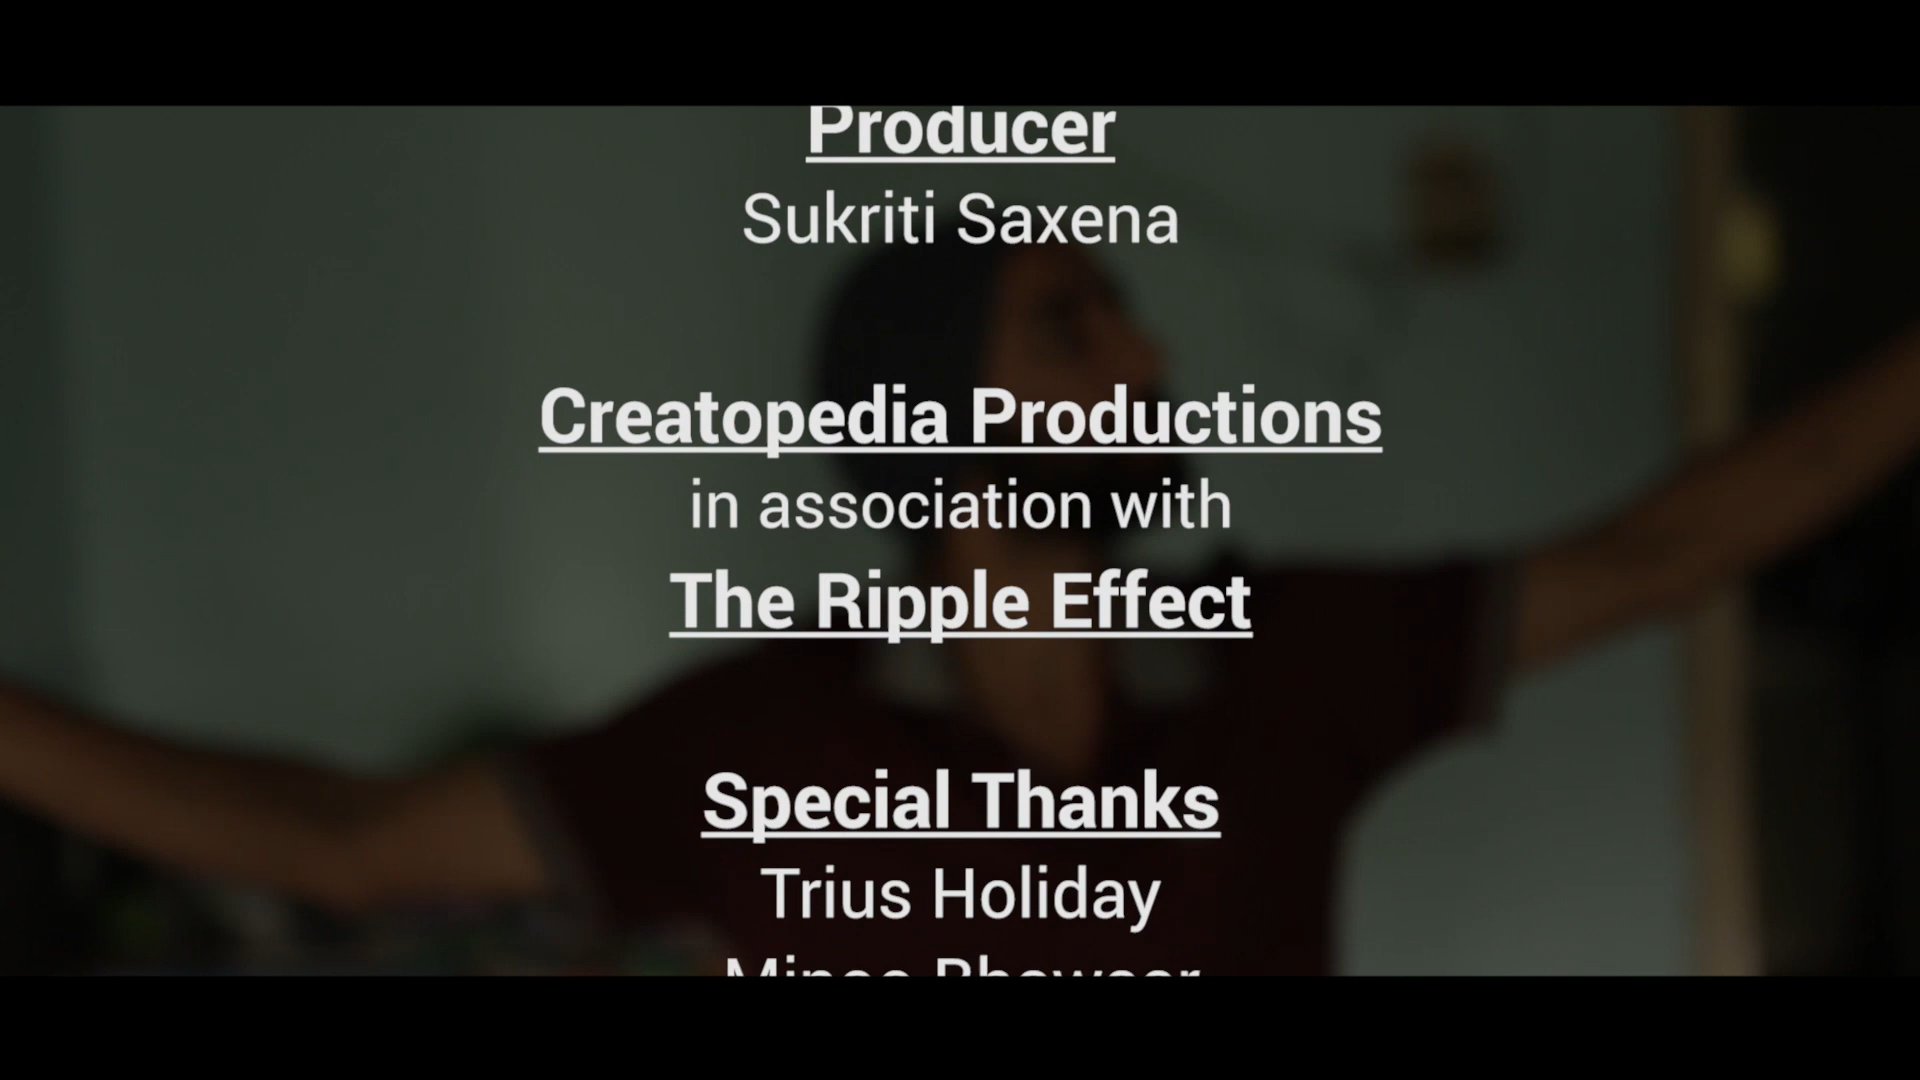 Producer
Sukriti Saxena
Creatopedia Productions
in association with
The Ripple Effect
Special Thanks
Trius Holiday